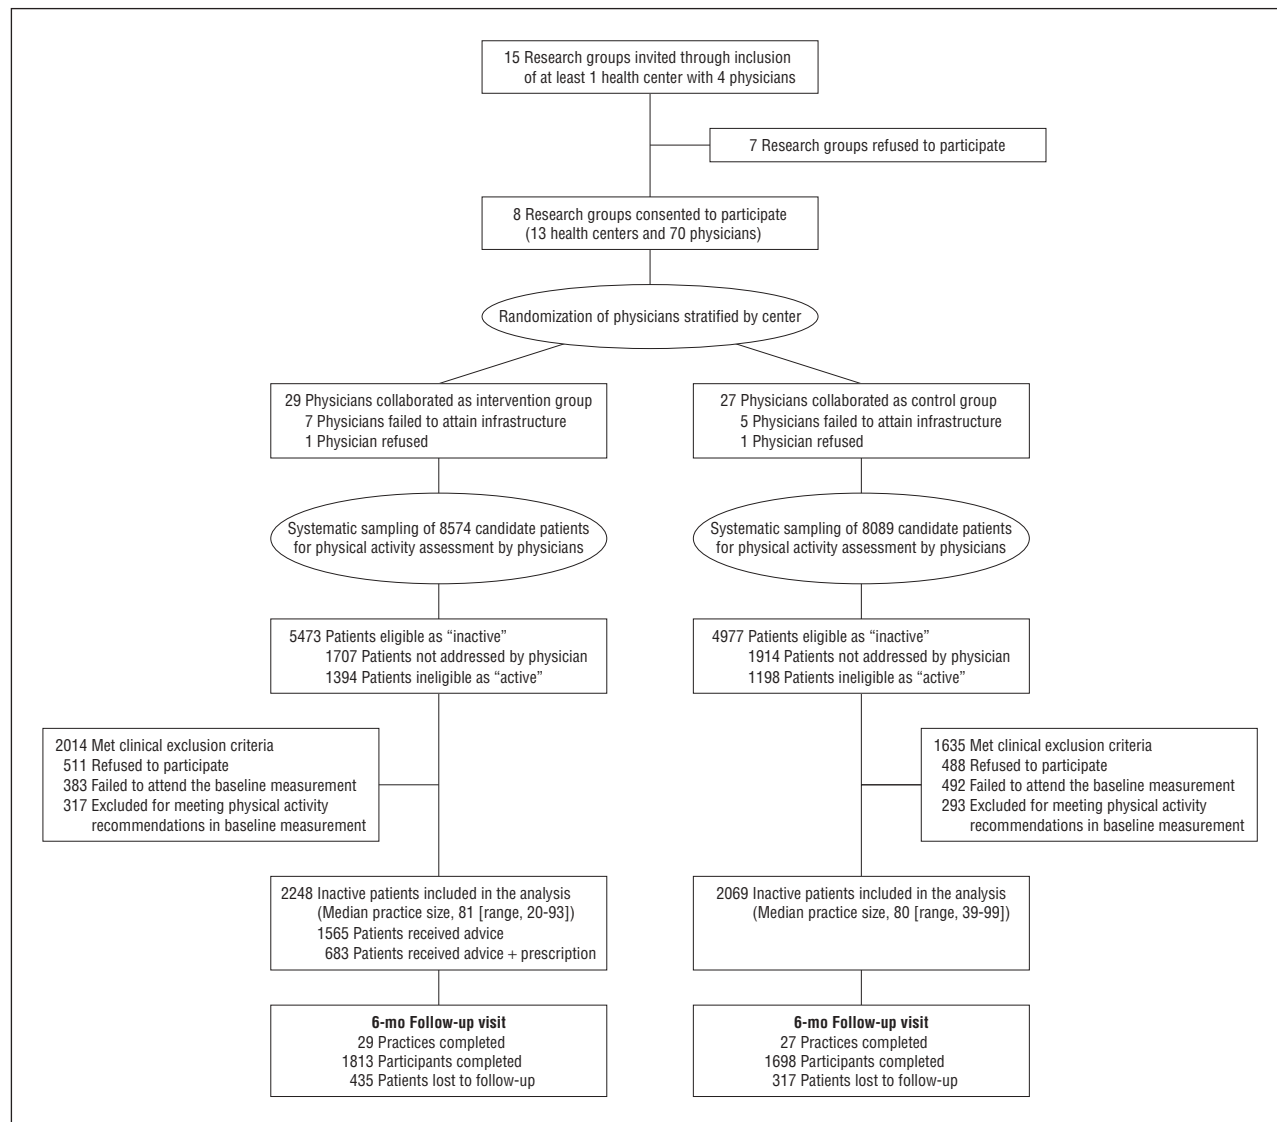 15 Research groups invited through inclusion
of at least 1 health center with 4 physicians
7 Research groups refused to participate
8 Research groups consented to participate
(13 health centers and 70 physicians)
Randomization of physicians stratified by center
29 Physicians collaborated as intervention group
7 Physicians failed to attain infrastructure
1 Physician refused
27 Physicians collaborated as control group
5 Physicians failed to attain infrastructure
1 Physician refused
Systematic sampling of 8574 candidate patients
for physical activity assessment by physicians
Systematic sampling of 8089 candidate patients
for physical activity assessment by physicians
5473 Patients eligible as “inactive”
1707 Patients not addressed by physician
1394 Patients ineligible as “active”
4977 Patients eligible as “inactive”
1914 Patients not addressed by physician
1198 Patients ineligible as “active”
2014 Met clinical exclusion criteria
511 Refused to participate
383 Failed to attend the baseline measurement
317 Excluded for meeting physical activity
recommendations in baseline measurement
1635 Met clinical exclusion criteria
488 Refused to participate
492 Failed to attend the baseline measurement
293 Excluded for meeting physical activity
recommendations in baseline measurement
2248 Inactive patients included in the analysis
(Median practice size, 81 [range, 20-93])
1565 Patients received advice
683 Patients received advice + prescription
2069 Inactive patients included in the analysis
(Median practice size, 80 [range, 39-99])
6-mo Follow-up visit
29 Practices completed
1813 Participants completed
435 Patients lost to follow-up
6-mo Follow-up visit
27 Practices completed
1698 Participants completed
317 Patients lost to follow-up